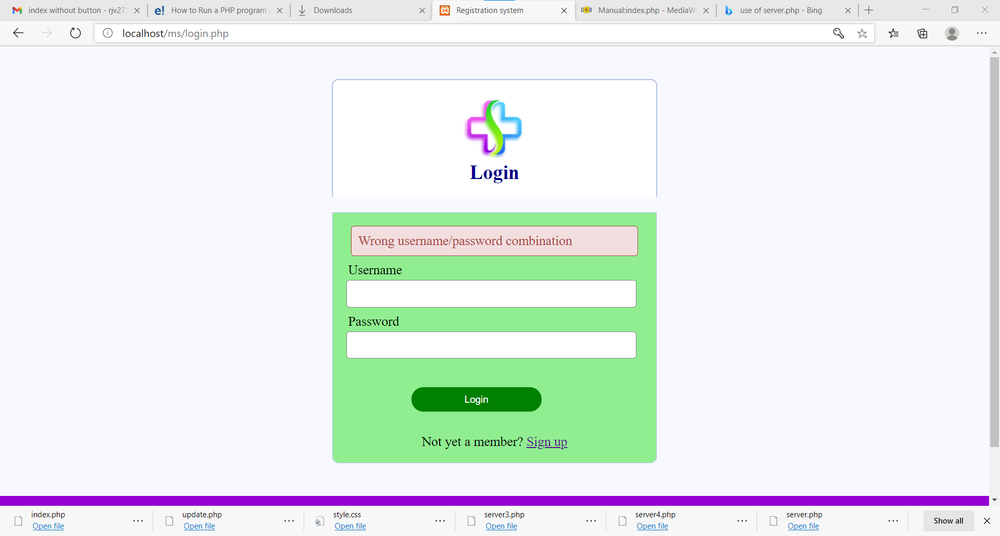 index without button - rjv271
How to Run a PHP program i
Downloads
Registration system
Manual:index.php - MediaWi
use of server.php - Bing
localhost/ms/login.php
Login
Wrong username/password combination
Username
Password
Login
Not yet a member? Sign up
index.php
Open file
update.php
Open file
style.css
Open file
server3.php
Open file
server4.php
Open file
server.php
Open file
Show all